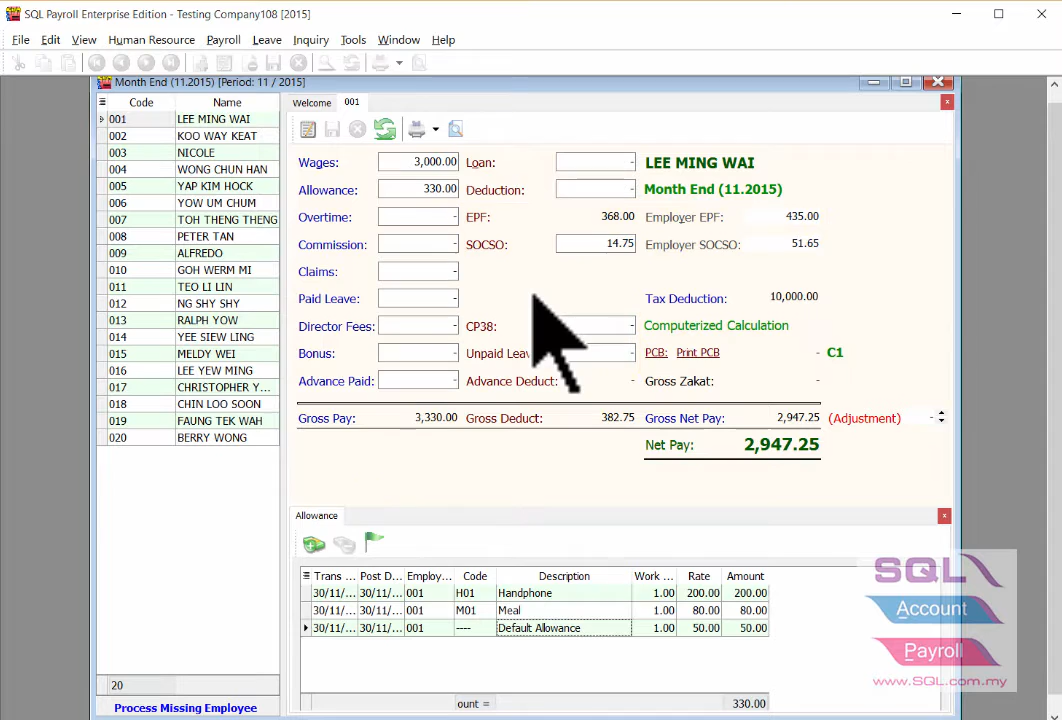 SQL Payroll Enterprise Edition - Testing Company108 [2015]
File Edit View Human Resource Payroll Leave Inquiry Tools Window Help
Month End (11.2015) [Period: 11 / 2015]
Code Name
001 LEE MING WAI
002 KOO WAY KEAT
003 NICOLE
004 WONG CHUN HAN
005 YAP KIM HOCK
006 YOW UM CHUM
007 TOH THENG THENG
008 PETER TAN
009 ALFREDO
010 GOH WERM MI
011 TEO LI LIN
012 NG SHY SHY
013 RALPH YOW
014 YEE SIEW LING
015 MELDY WEI
016 LEE YEW MING
017 CHRISTOPHER Y...
018 CHIN LOO SOON
019 FAUNG TEK WAH
020 BERRY WONG
20
Process Missing Employee
Welcome 001
Wages: 3,000.00 Loan: - LEE MING WAI
Allowance: 330.00 Deduction: - Month End (11.2015)
Overtime: - EPF: 368.00 Employer EPF: 435.00
Commission: - SOCSO: 14.75 Employer SOCSO: 51.65
Claims: -
Paid Leave: - Tax Deduction: 10,000.00
Director Fees: - CP38: - Computerized Calculation
Bonus: - Unpaid Leav - PCB: Print PCB - C1
Advance Paid: - Advance Deduct: - Gross Zakat: -
Gross Pay: 3,330.00 Gross Deduct: 382.75 Gross Net Pay: 2,947.25 (Adjustment) -
Net Pay: 2,947.25
Allowance
Trans ... Post D... Employ... Code Description Work ... Rate Amount
30/11/... 30/11/... 001 H01 Handphone 1.00 200.00 200.00
30/11/... 30/11/... 001 M01 Meal 1.00 80.00 80.00
30/11/... 30/11/... 001 ---- Default Allowance 1.00 50.00 50.00
ount = 330.00
SQL
Account
Payroll
www.SQL.com.my